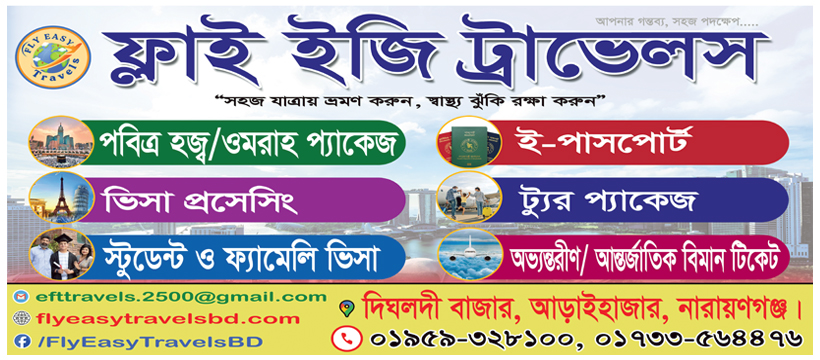 আপনার গন্তব্য, সহজ পদক্ষেপ.....
FLY EASY
Travels
ফ্লাই ইজি ট্রাভেলস
“সহজ যাত্রায় ভ্রমণ করুন, স্বাস্থ্য ঝুঁকি রক্ষা করুন”
পবিত্র হজ্ব/ওমরাহ প্যাকেজ
ই-পাসপোর্ট
ভিসা প্রসেসিং
ট্যুর প্যাকেজ
স্টুডেন্ট ও ফ্যামেলি ভিসা
অভ্যন্তরীণ/ আন্তর্জাতিক বিমান টিকেট
efttravels.2500@gmail.com
flyeasytravelsbd.com
/FlyEasyTravelsBD
দিঘলদী বাজার, আড়াইহাজার, নারায়ণগঞ্জ।
০১৯৫৯-৩২৮১০০, ০১৭৩৩-৫৬৪৪৭৬